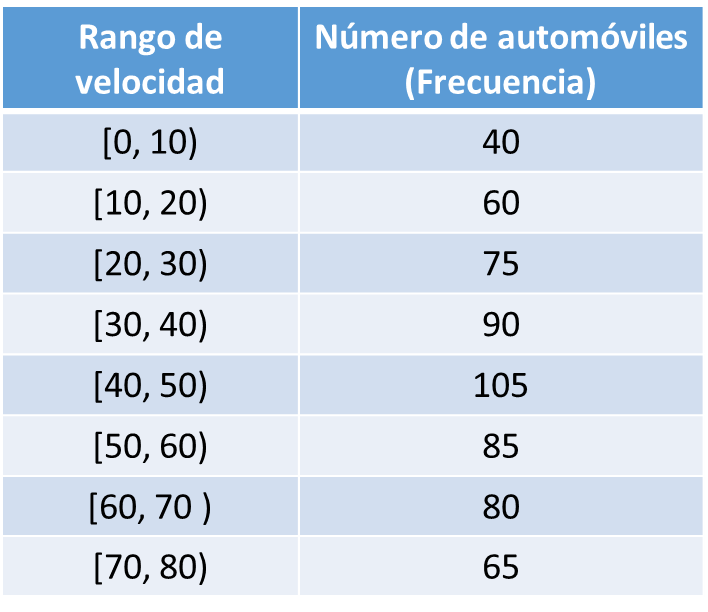 Rango de velocidad
Número de automóviles (Frecuencia)
[0, 10) 40
[10, 20) 60
[20, 30) 75
[30, 40) 90
[40, 50) 105
[50, 60) 85
[60, 70 ) 80
[70, 80) 65